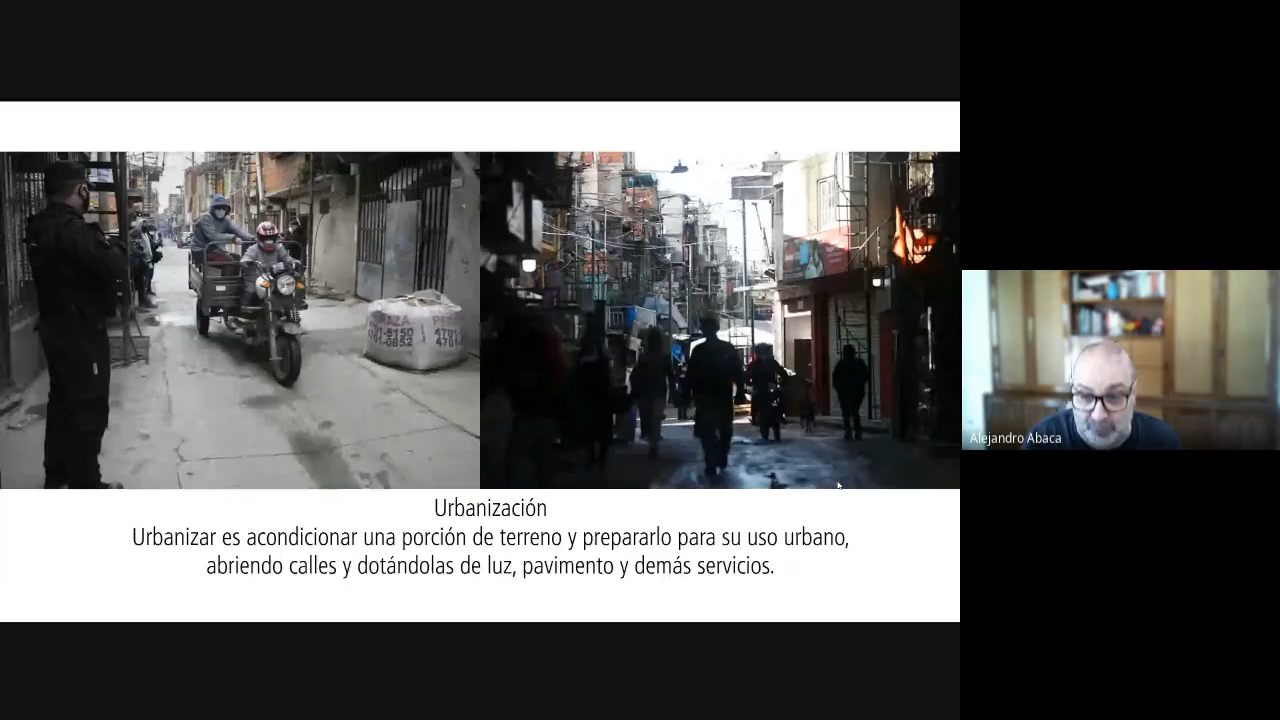 Urbanización
Urbanizar es acondicionar una porción de terreno y prepararlo para su uso urbano,
abriendo calles y dotándolas de luz, pavimento y demás servicios.
Alejandro Abaca